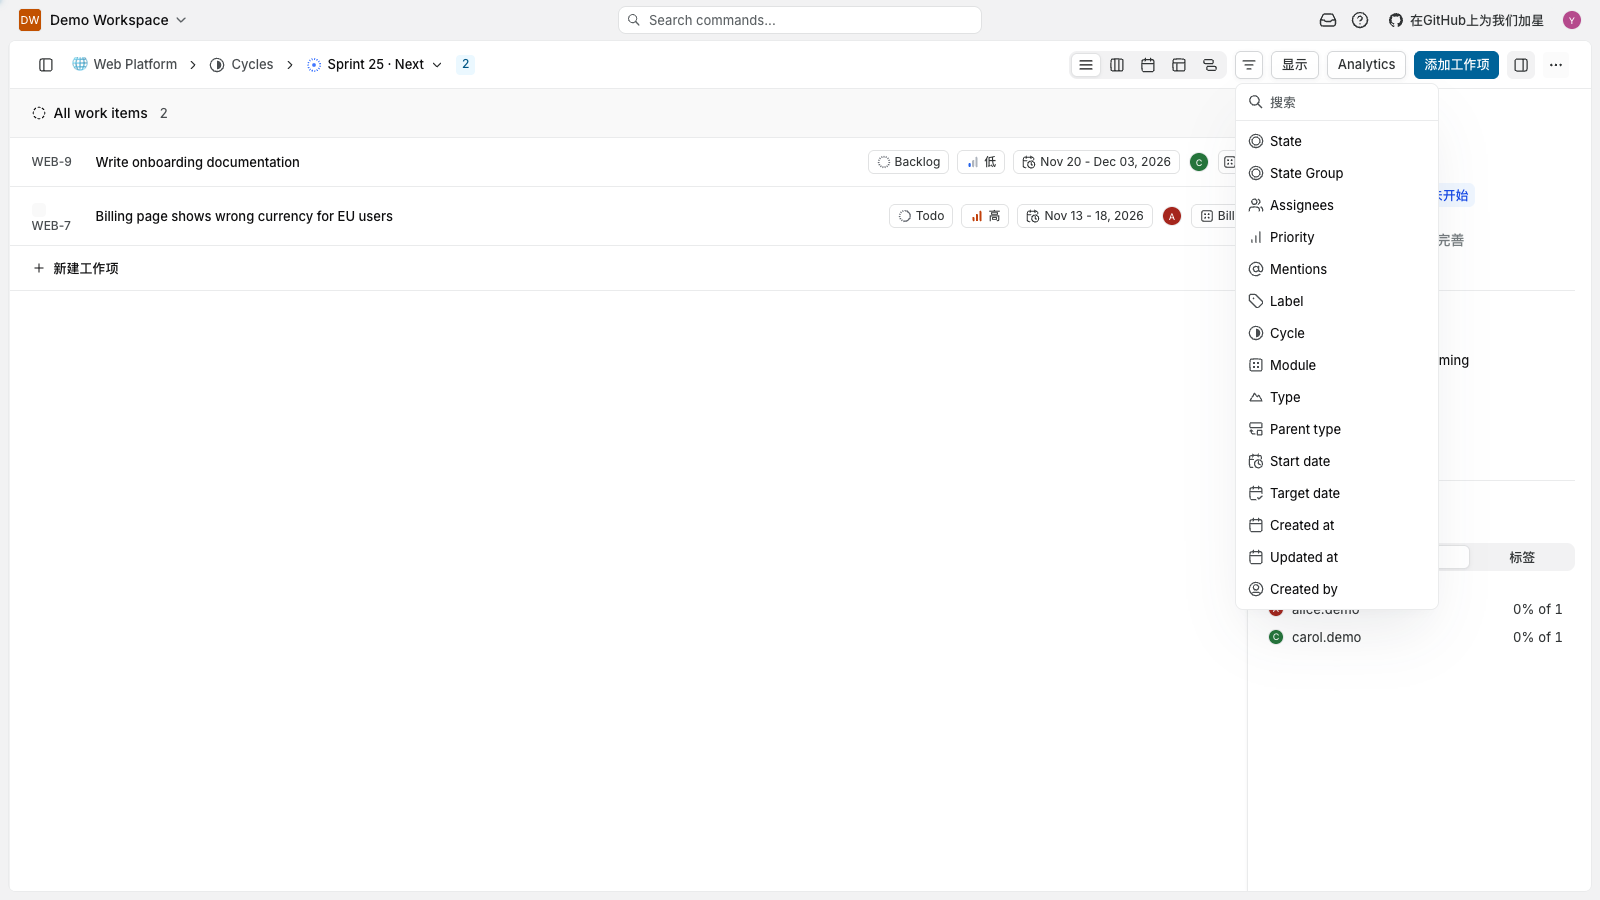 DW Demo Workspace
Search commands...
在GitHub上为我们加星
Y
Web Platform
Cycles
Sprint 25 · Next
2
显示
Analytics
添加工作项
All work items 2
WEB-9 Write onboarding documentation
Backlog
低
Nov 20 - Dec 03, 2026
C
WEB-7 Billing page shows wrong currency for EU users
Todo
高
Nov 13 - 18, 2026
A
Bill
新建工作项
搜索
State
State Group
Assignees
Priority
Mentions
Label
Cycle
Module
Type
Parent type
Start date
Target date
Created at
Updated at
Created by
开始
完善
ming
标签
alice.demo 0% of 1
C carol.demo 0% of 1